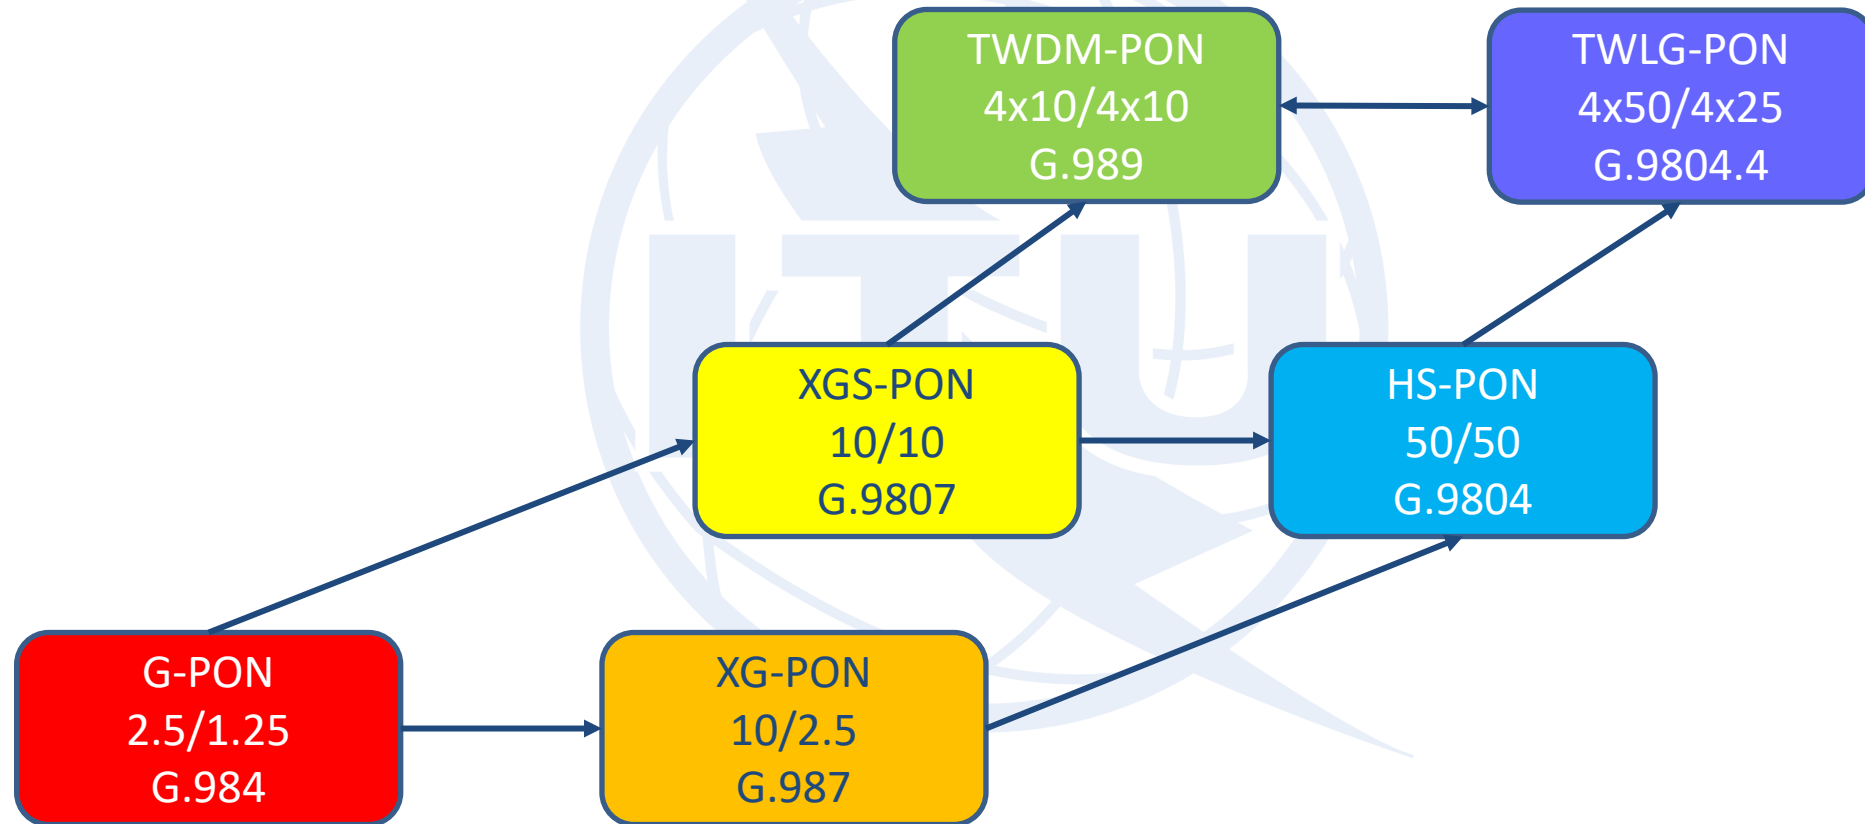 TWDM-PON
4x10/4x10
G.989
TWLG-PON
4x50/4x25
G.9804.4
ITU
XGS-PON
10/10
G.9807
HS-PON
50/50
G.9804
G-PON
2.5/1.25
G.984
XG-PON
10/2.5
G.987